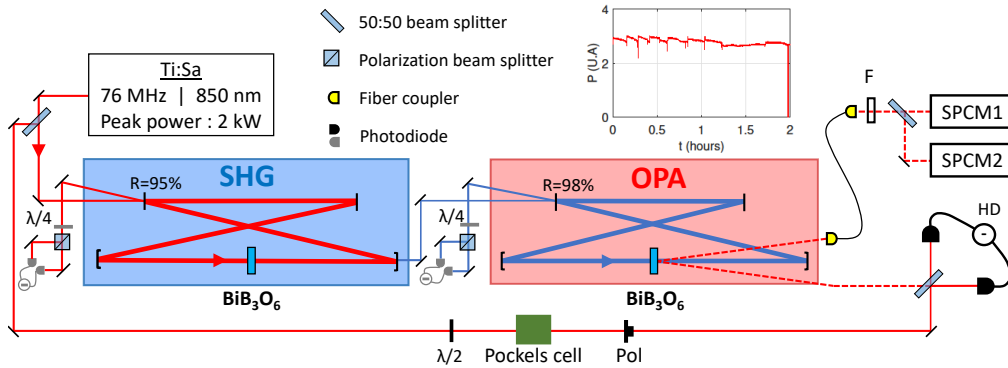 50:50 beam splitter
Polarization beam splitter
Fiber coupler
Photodiode
Ti:Sa
76 MHz | 850 nm
Peak power : 2 kW
P (U.A)
4
2
0
0 0.5 1 1.5 2
t (hours)
F
SPCM1
SPCM2
HD
-
R=95%
SHG
λ/4
BiB₃O₆
R=98%
OPA
λ/4
BiB₃O₆
λ/2
Pockels cell
Pol